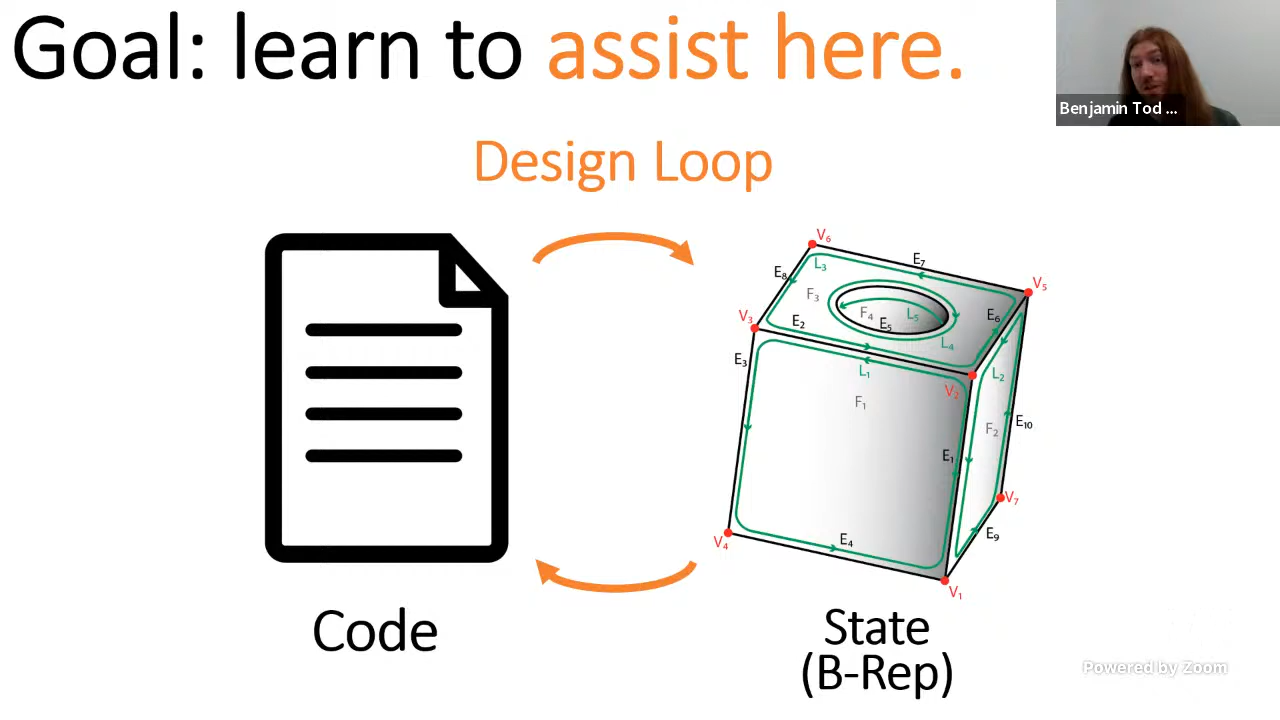 Goal: learn to assist here.
Benjamin Tod ...
Design Loop
V₆
L₃
E₇
E₈
V₅
F₃
F₄
E₅
L₅
E₆
V₃
E₂
L₄
E₃
L₁
L₂
V₂
F₁
F₂
E₁₀
E₁
V₇
E₄
E₉
V₄
V₁
Code
State
(B-Rep)
Powered by Zoom